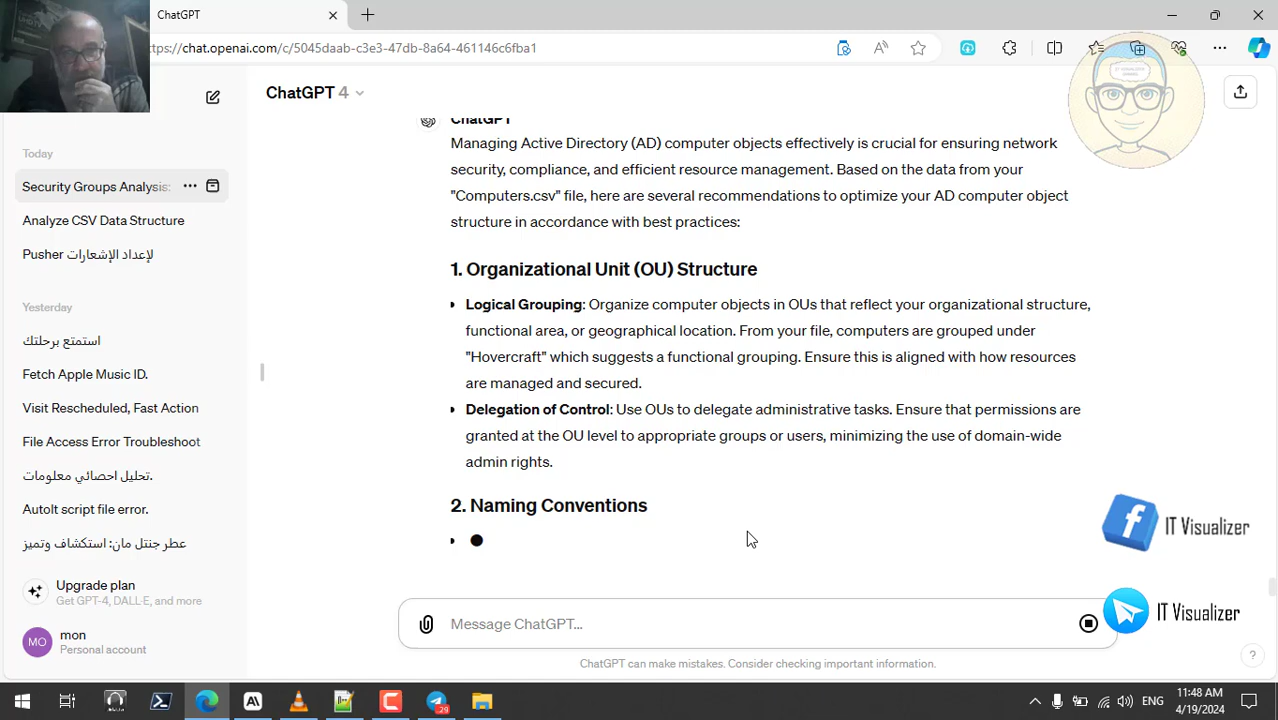 ChatGPT
ttps://chat.openai.com/c/5045daab-c3e3-47db-8a64-461146c6fba1
ChatGPT 4
Today
Security Groups Analysis:
Analyze CSV Data Structure
Pusher لإعداد الإشعارات
Yesterday
استمتع برحلتك
Fetch Apple Music ID.
Visit Rescheduled, Fast Action
File Access Error Troubleshoot
تحليل احصائي معلومات.
AutoIt script file error.
عطر جنتل مان: استكشاف وتميز
Upgrade plan
Get GPT-4, DALL·E, and more
MO
mon
Personal account
IT VISUALIZER
ChatGPT
Managing Active Directory (AD) computer objects effectively is crucial for ensuring network
security, compliance, and efficient resource management. Based on the data from your
"Computers.csv" file, here are several recommendations to optimize your AD computer object
structure in accordance with best practices:
1. Organizational Unit (OU) Structure
• Logical Grouping: Organize computer objects in OUs that reflect your organizational structure,
functional area, or geographical location. From your file, computers are grouped under
"Hovercraft" which suggests a functional grouping. Ensure this is aligned with how resources
are managed and secured.
• Delegation of Control: Use OUs to delegate administrative tasks. Ensure that permissions are
granted at the OU level to appropriate groups or users, minimizing the use of domain-wide
admin rights.
2. Naming Conventions
IT Visualizer
IT Visualizer
Message ChatGPT...
ChatGPT can make mistakes. Consider checking important information.
?
29
ENG
11:48 AM
4/19/2024